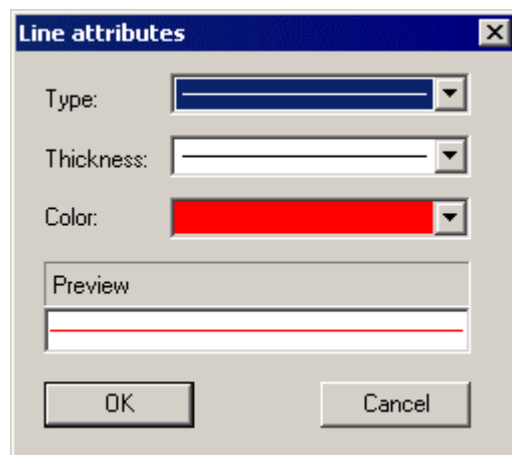 Line attributes
Type:
Thickness:
Color:
Preview
OK Cancel